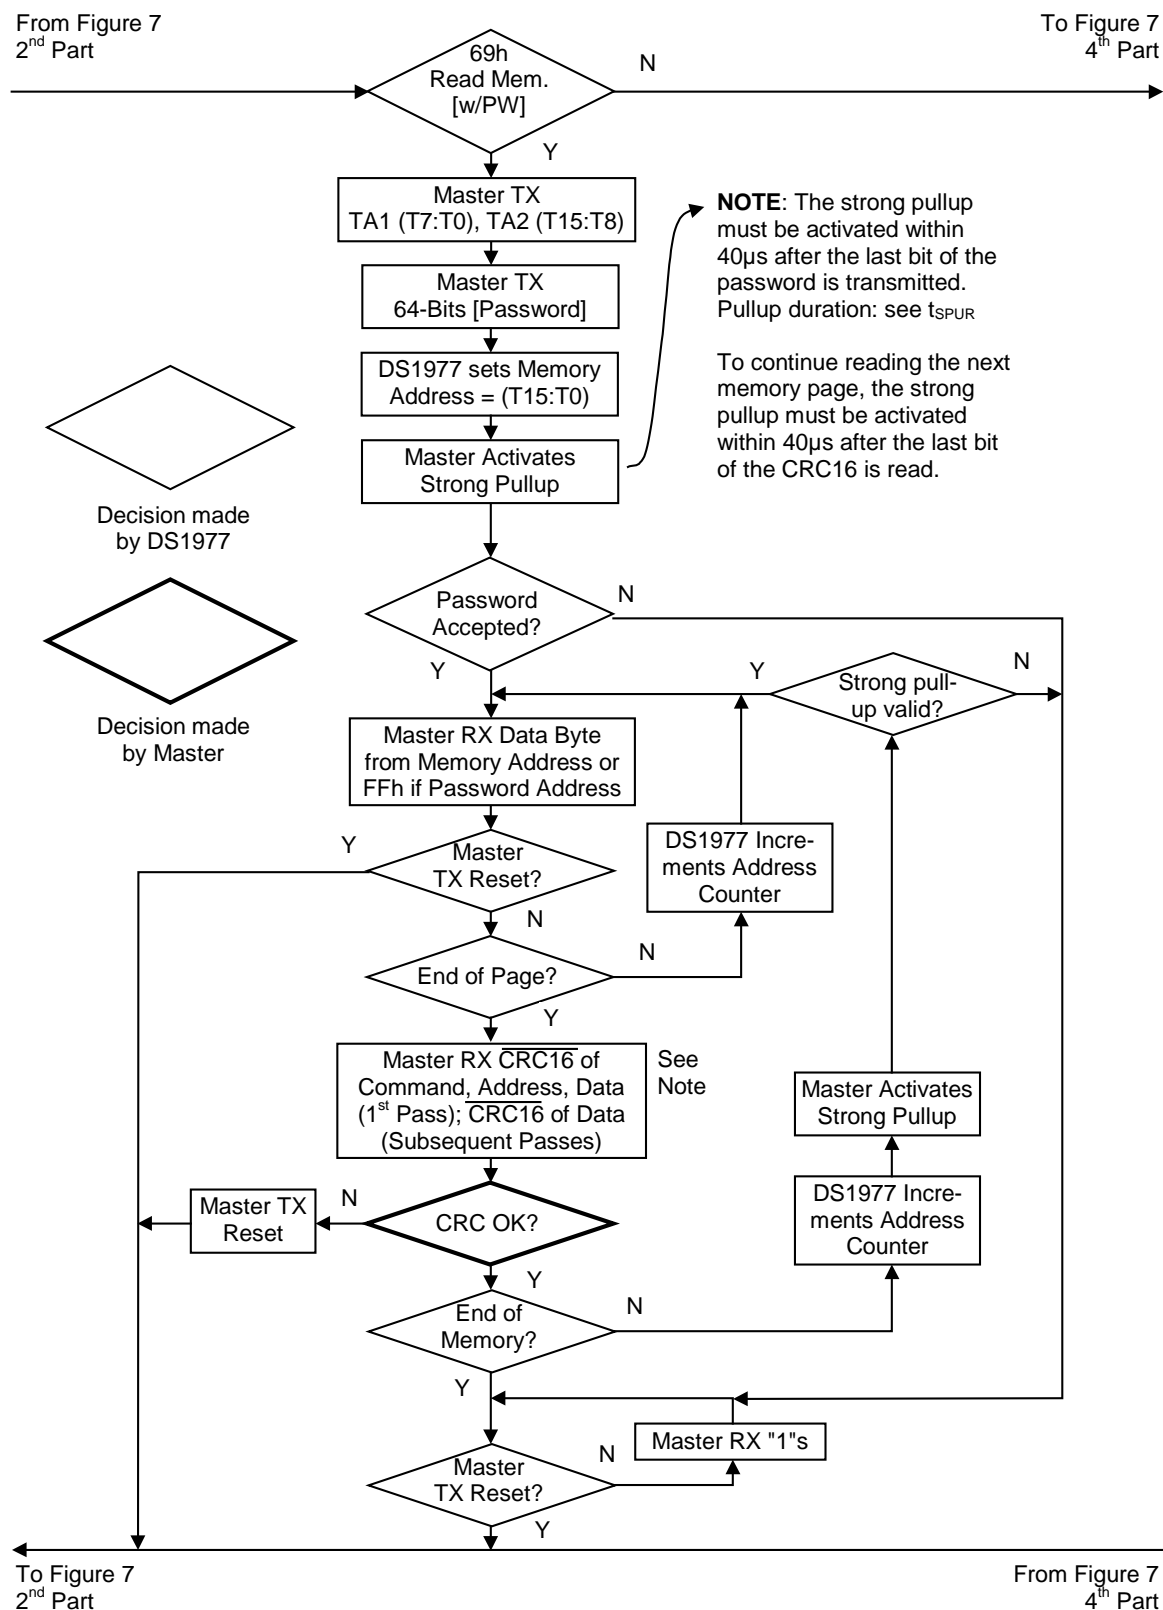 From Figure 7
2nd Part
To Figure 7
4th Part
69h
Read Mem.
[w/PW]
N
Y
Master TX
TA1 (T7:T0), TA2 (T15:T8)
NOTE: The strong pullup
must be activated within
40µs after the last bit of the
password is transmitted.
Pullup duration: see tSPUR
Master TX
64-Bits [Password]
DS1977 sets Memory
Address = (T15:T0)
To continue reading the next
memory page, the strong
pullup must be activated
within 40µs after the last bit
of the CRC16 is read.
Master Activates
Strong Pullup
Decision made
by DS1977
Password
Accepted?
N
Y
Decision made
by Master
Strong pull-
up valid?
Y
N
Master RX Data Byte
from Memory Address or
FFh if Password Address
Y
Master
TX Reset?
N
DS1977 Incre-
ments Address
Counter
End of Page?
N
Y
Master RX CRC16 of
Command, Address, Data
(1st Pass); CRC16 of Data
(Subsequent Passes)
See
Note
Master Activates
Strong Pullup
Master TX
Reset
N
CRC OK?
Y
DS1977 Incre-
ments Address
Counter
End of
Memory?
N
Y
Master RX "1"s
Master
TX Reset?
N
Y
To Figure 7
2nd Part
From Figure 7
4th Part